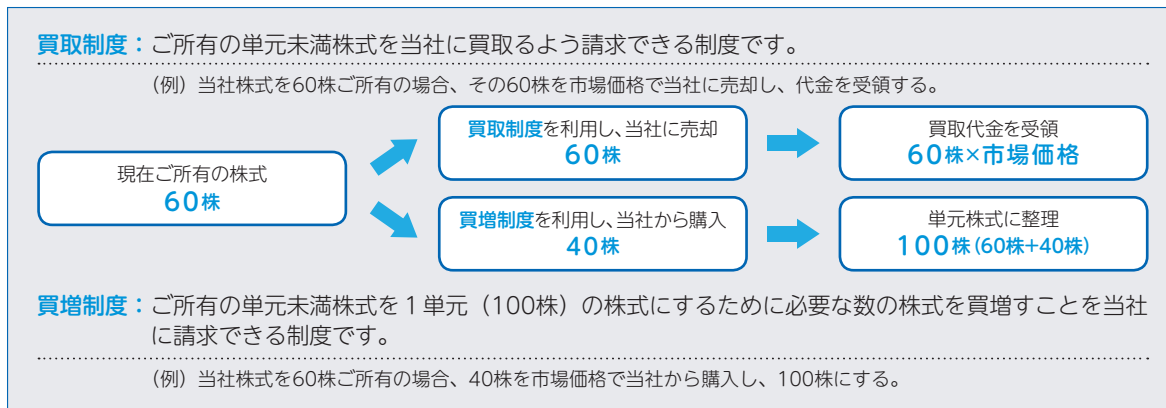 買取制度：ご所有の単元未満株式を当社に買取るよう請求できる制度です。
（例）当社株式を60株ご所有の場合、その60株を市場価格で当社に売却し、代金を受領する。
現在ご所有の株式
60株
買取制度を利用し、当社に売却
60株
買取代金を受領
60株×市場価格
買増制度を利用し、当社から購入
40株
単元株式に整理
100株（60株+40株）
買増制度：ご所有の単元未満株式を１単元（100株）の株式にするために必要な数の株式を買増すことを当社
に請求できる制度です。
（例）当社株式を60株ご所有の場合、40株を市場価格で当社から購入し、100株にする。